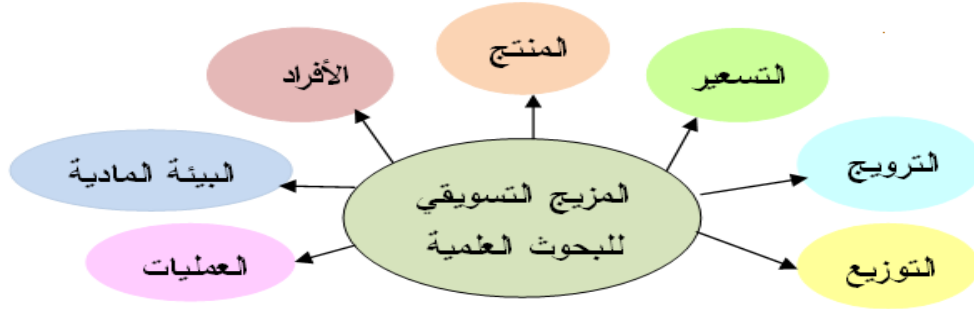 المنتج
التسعير
الأفراد
الترويج
البيئة المادية
المزيج التسويقي
للبحوث العلمية
التوزيع
العمليات